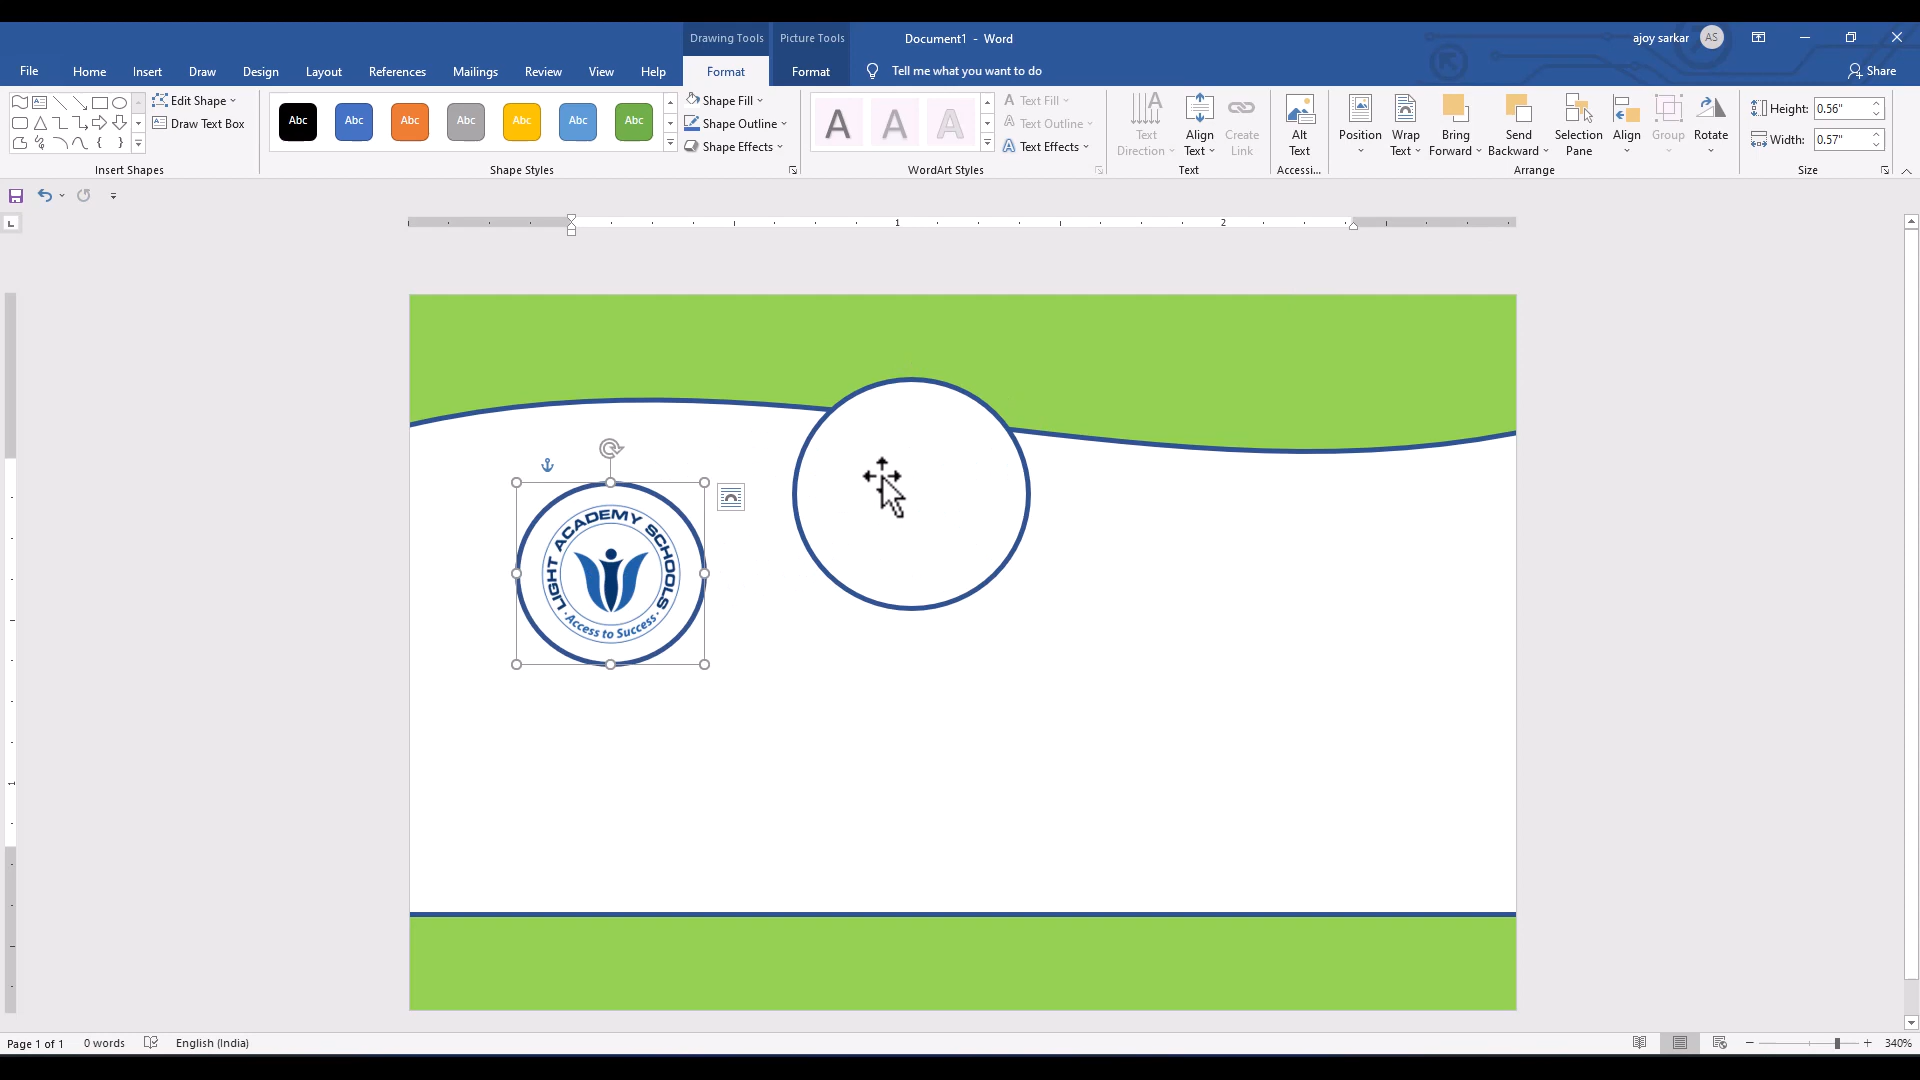 Drawing Tools
Picture Tools
Document1 - Word
ajoy sarkar
AS
File
Home
Insert
Draw
Design
Layout
References
Mailings
Review
View
Help
Format
Format
Tell me what you want to do
Share
Edit Shape
Draw Text Box
Insert Shapes
Abc
Abc
Abc
Abc
Abc
Abc
Abc
Shape Fill
Shape Outline
Shape Effects
Shape Styles
A
A
A
Text Fill
Text Outline
Text Effects
WordArt Styles
Text
Direction
Align
Text
Create
Link
Text
Alt
Text
Accessi...
Position
Wrap
Text
Bring
Forward
Send
Backward
Selection
Pane
Align
Group
Rotate
Arrange
Height: 0.56"
Width: 0.57"
Size
1
2
LIGHT ACADEMY SCHOOLS
· Access to Success ·
1
Page 1 of 1
0 words
English (India)
340%